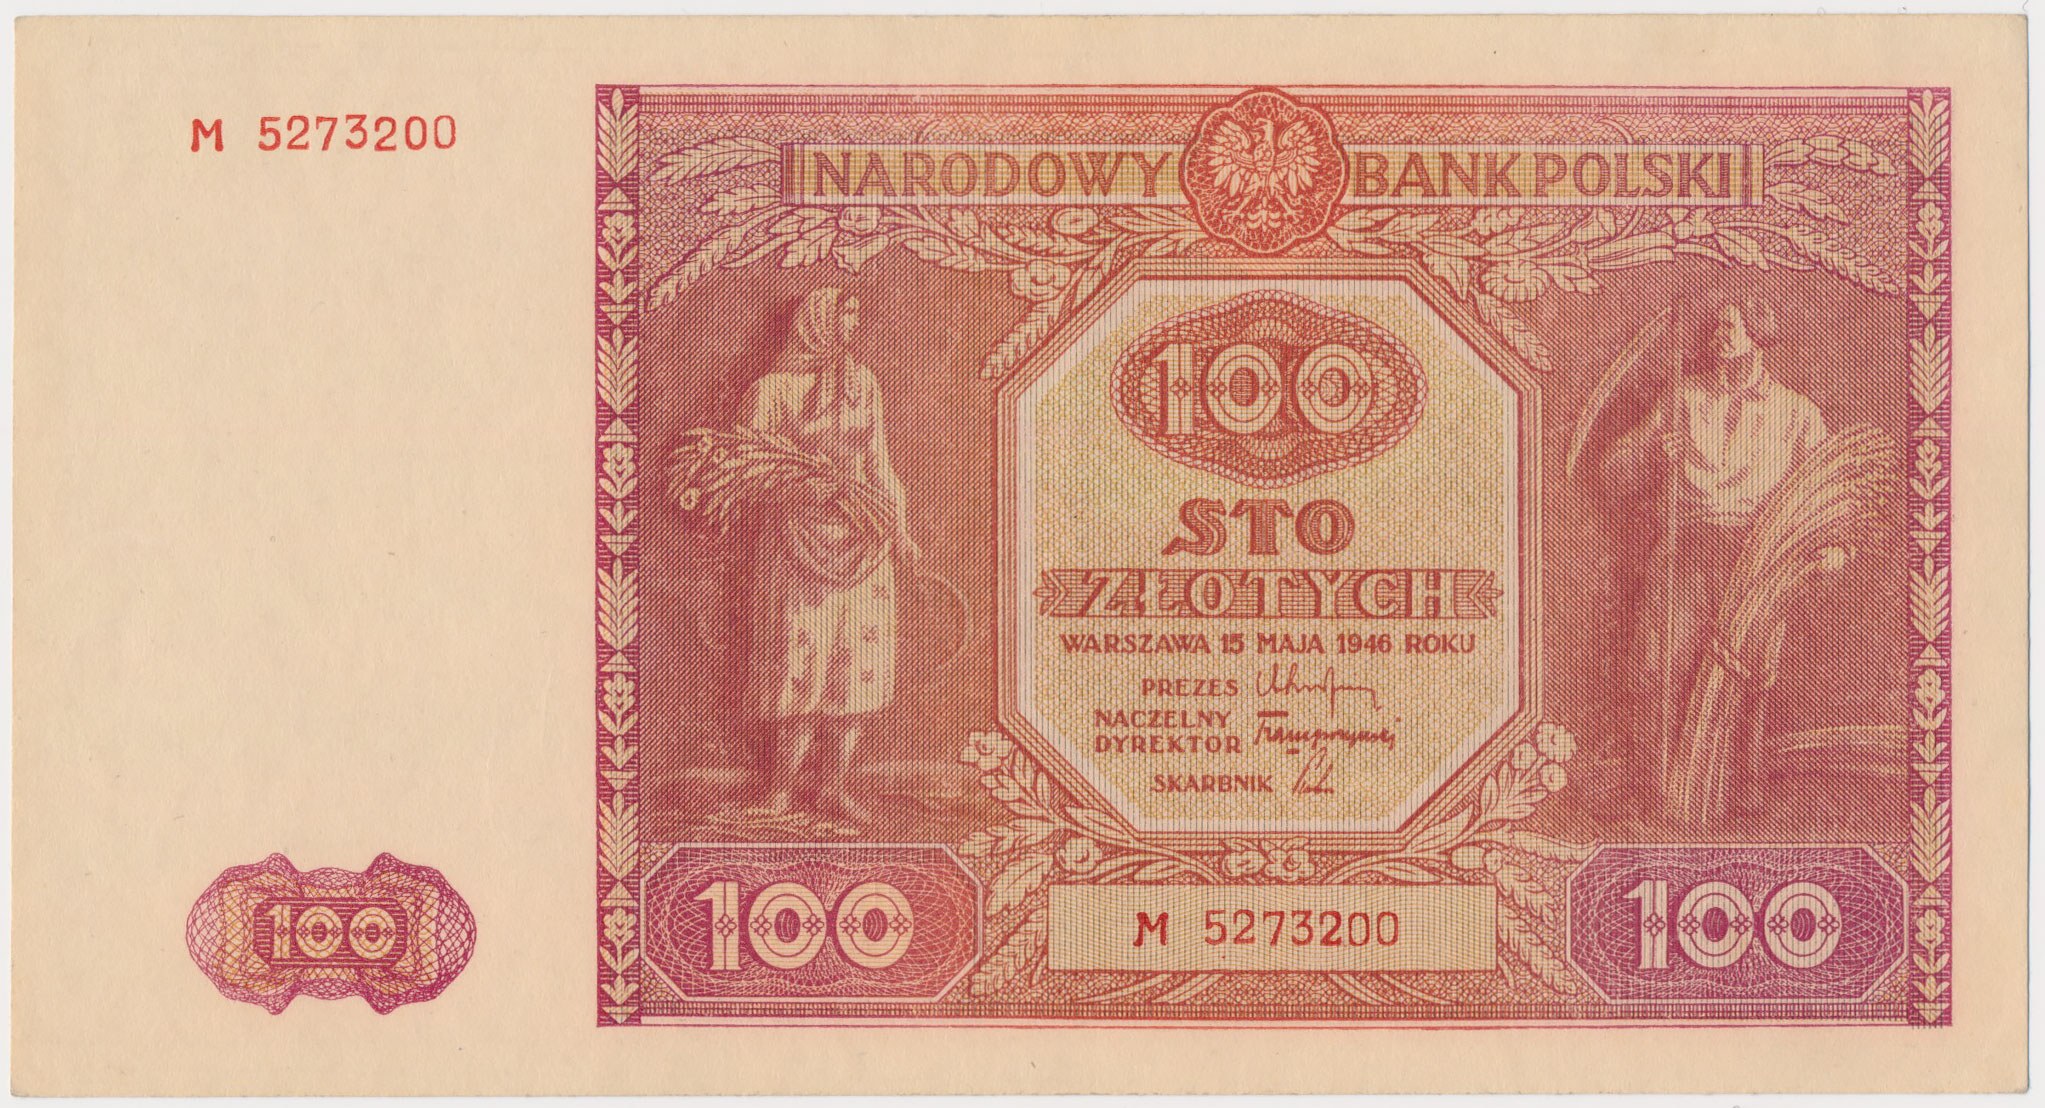 M 5273200
NARODOWY BANK POLSKI
100
STO
ZŁOTYCH
WARSZAWA 15 MAJA 1946 ROKU
PREZES
NACZELNY
DYREKTOR
SKARBNIK
100
100
M 5273200
100